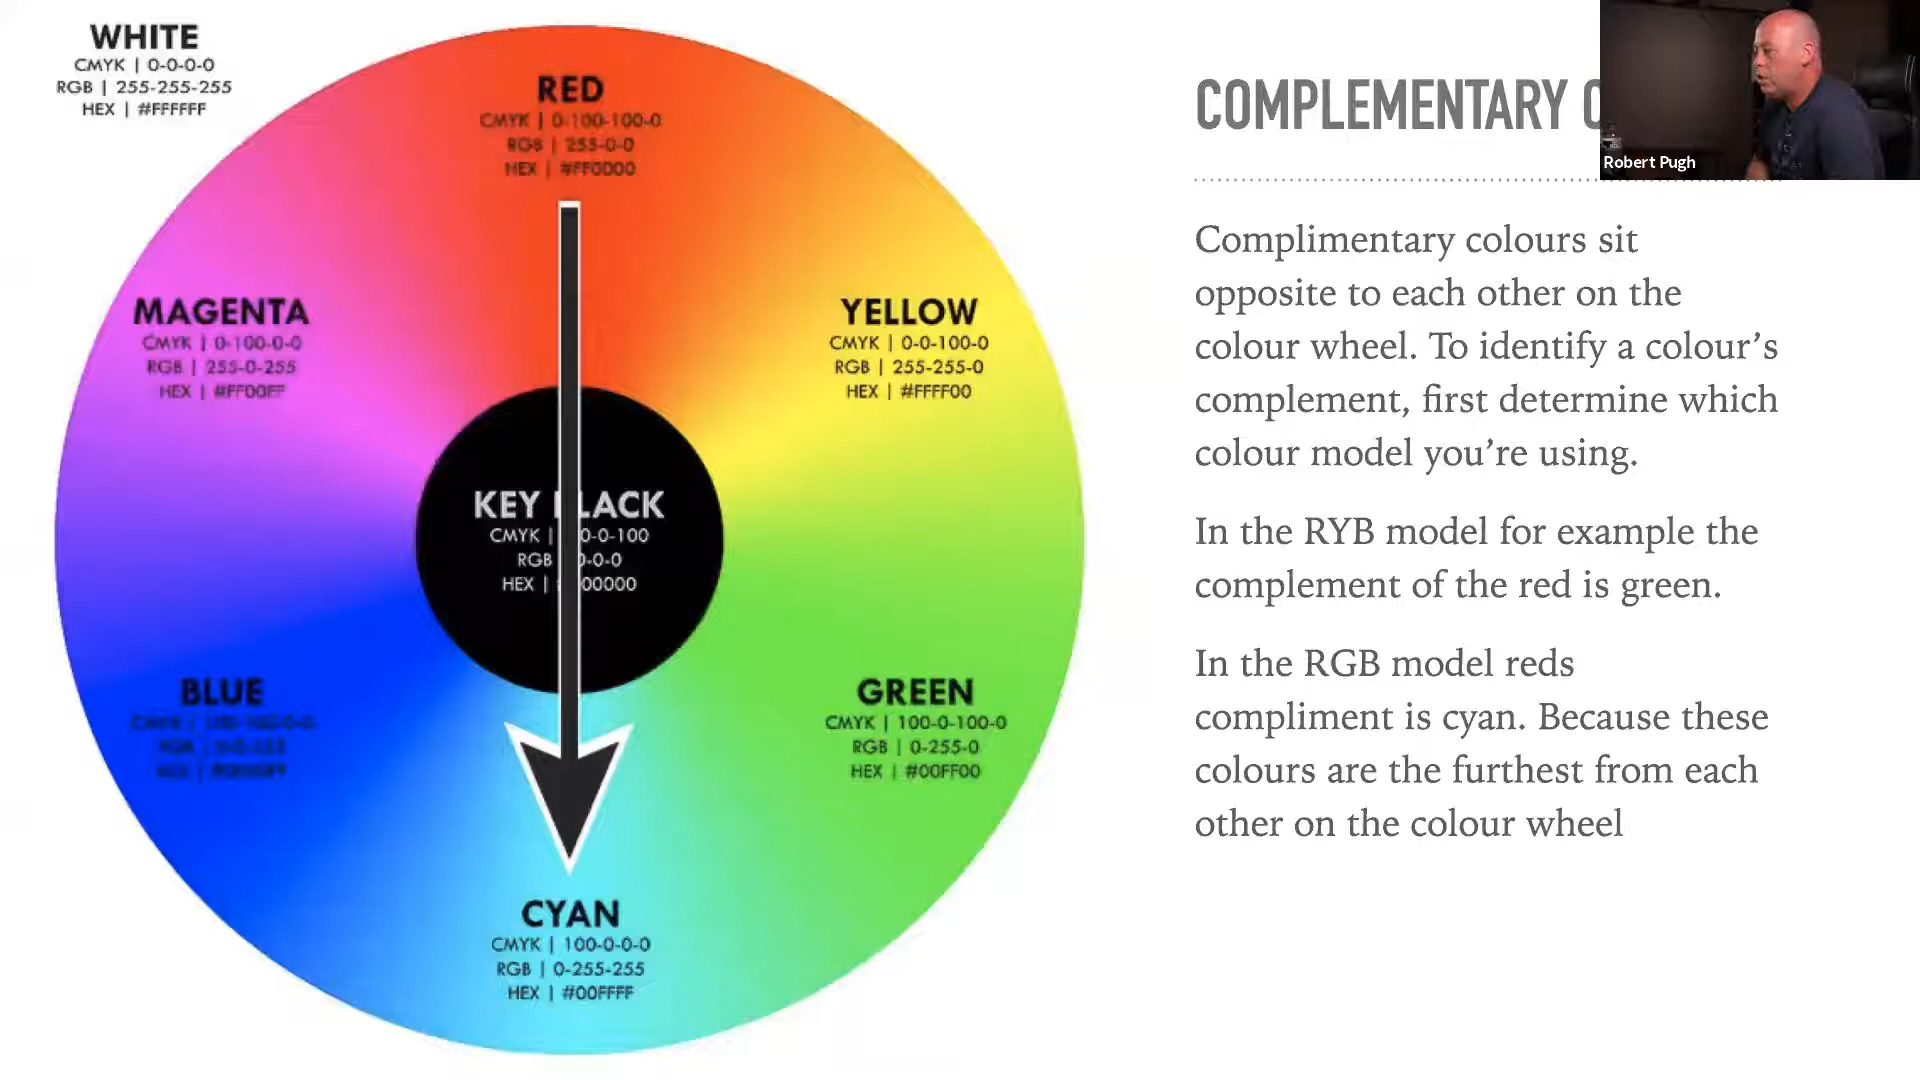 WHITE
CMYK | 0-0-0-0
RGB | 255-255-255
HEX | #FFFFFF
RED
CMYK | 0-100-100-0
RGB | 255-0-0
HEX | #FF0000
MAGENTA
CMYK | 0-100-0-0
RGB | 255-0-255
HEX | #FF00FF
YELLOW
CMYK | 0-0-100-0
RGB | 255-255-0
HEX | #FFFF00
KEY LACK
CMYK | 0-0-100
RGB 0-0
HEX | 00000
BLUE
GREEN
CMYK | 100-0-100-0
RGB | 0-255-0
HEX | #00FF00
CYAN
CMYK | 100-0-0-0
RGB | 0-255-255
HEX | #00FFFF
COMPLEMENTARY
Robert Pugh
Complimentary colours sit
opposite to each other on the
colour wheel. To identify a colour's
complement, first determine which
colour model you're using.
In the RYB model for example the
complement of the red is green.
In the RGB model reds
compliment is cyan. Because these
colours are the furthest from each
other on the colour wheel